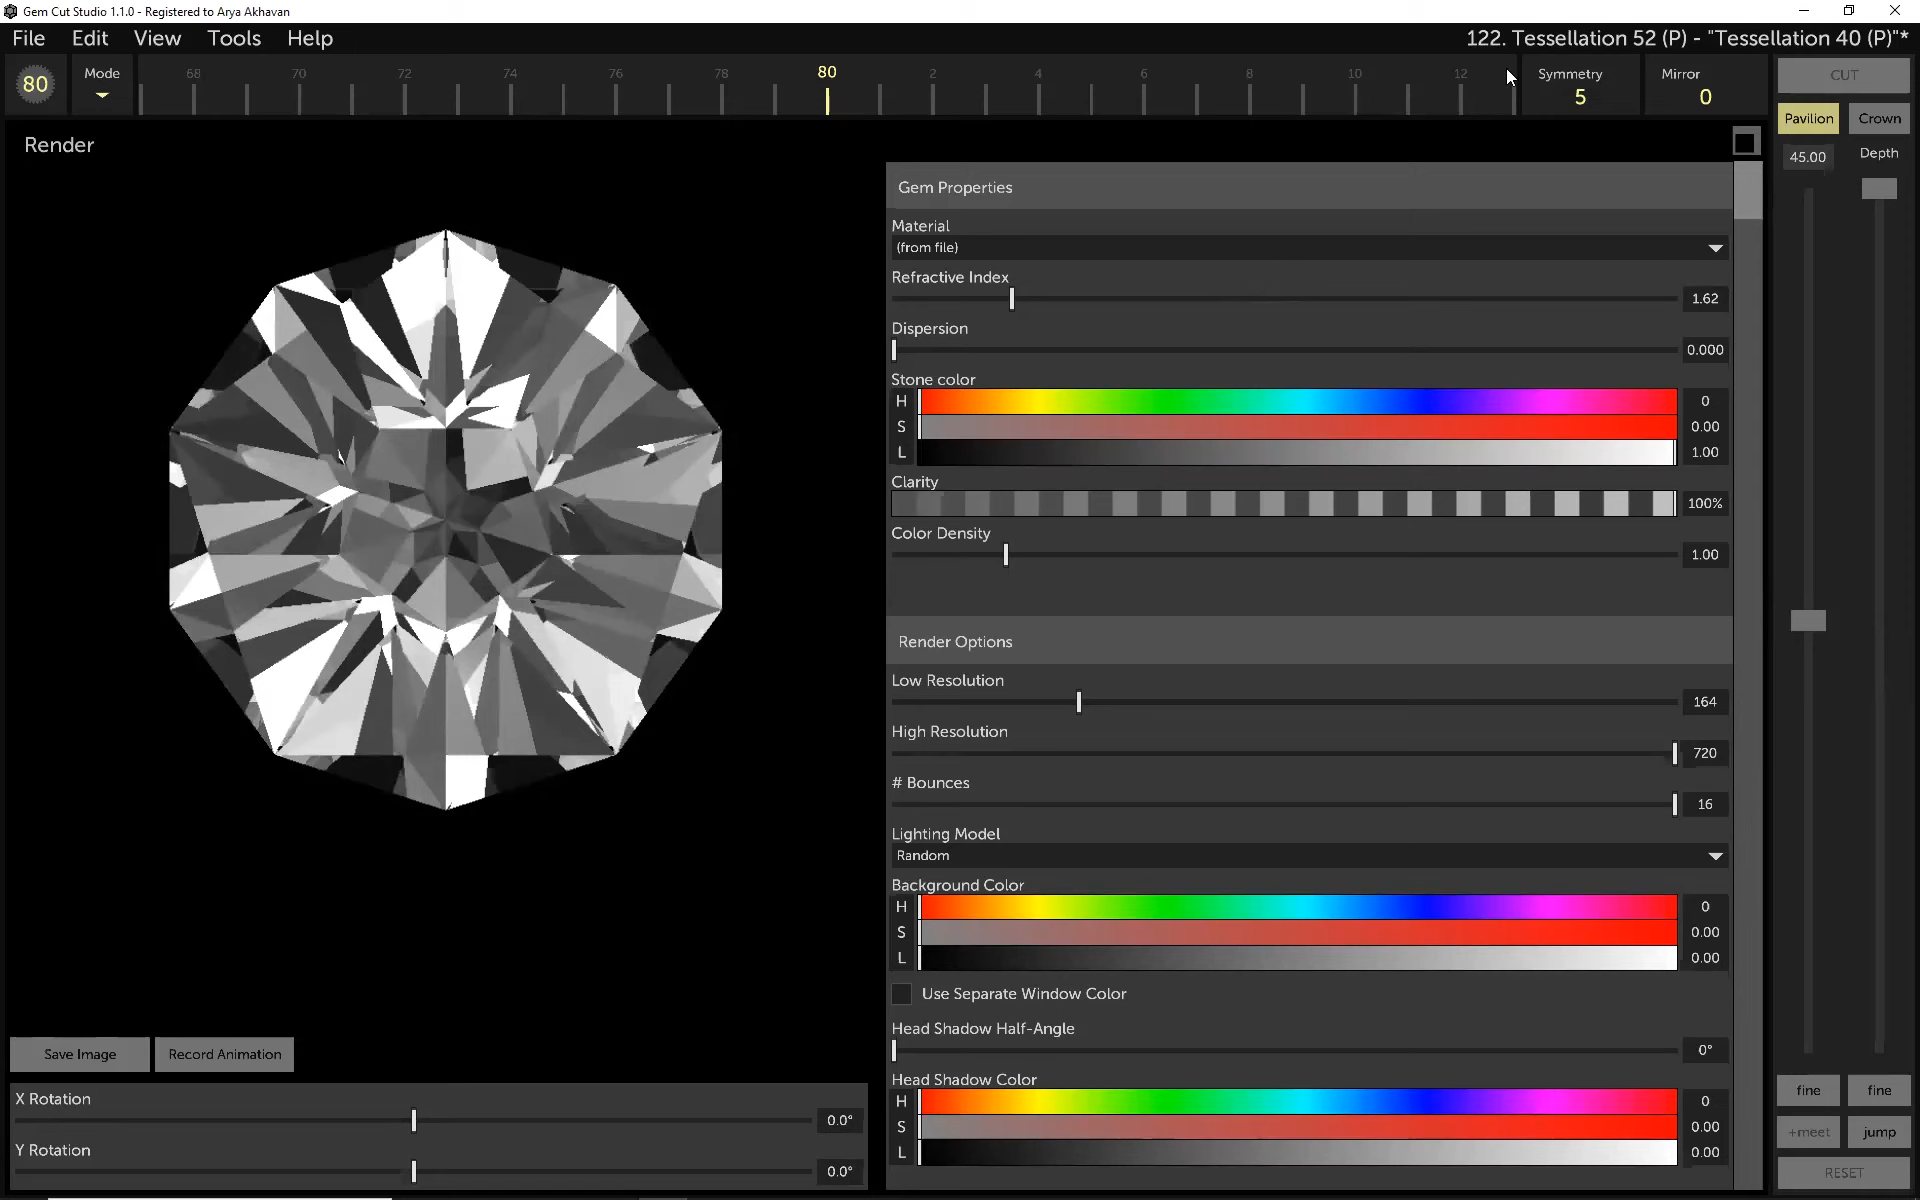 Gem Cut Studio 1.1.0 - Registered to Arya Akhavan
File Edit View Tools Help
122. Tessellation 52 (P) - "Tessellation 40 (P)"*
80
Mode
68 70 72 74 76 78 80 2 4 6 8 10 12
Symmetry
5
Mirror
0
CUT
Pavilion Crown
45.00 Depth
Render
Gem Properties
Material
(from file)
Refractive Index
1.62
Dispersion
0.000
Stone color
H 0
S 0.00
L 1.00
Clarity
100%
Color Density
1.00
Render Options
Low Resolution
164
High Resolution
720
# Bounces
16
Lighting Model
Random
Background Color
H 0
S 0.00
L 0.00
Use Separate Window Color
Head Shadow Half-Angle
0°
Head Shadow Color
H 0
S 0.00
L 0.00
Save Image Record Animation
X Rotation
0.0°
Y Rotation
0.0°
fine fine
+meet jump
RESET